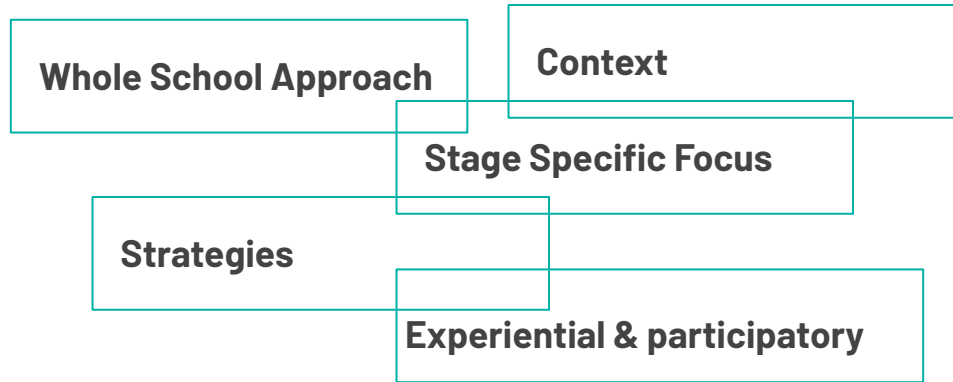 Whole School Approach
Context
Stage Specific Focus
Strategies
Experiential & participatory